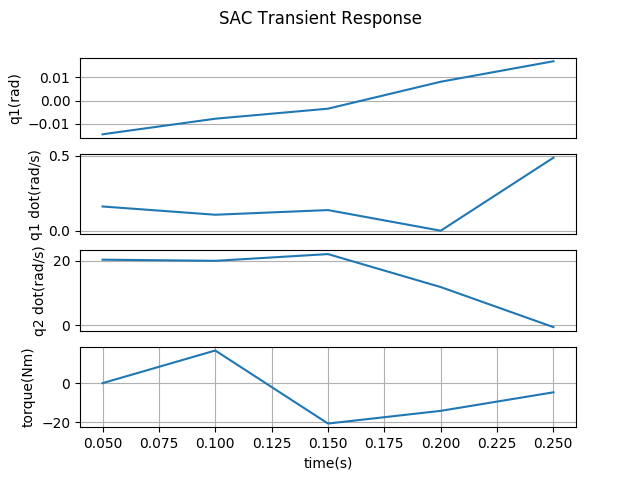 SAC Transient Response
q1(rad)
0.01
0.00
−0.01
q1 dot(rad/s)
0.5
0.0
q2 dot(rad/s)
20
0
torque(Nm)
0
−20
0.050 0.075 0.100 0.125 0.150 0.175 0.200 0.225 0.250
time(s)